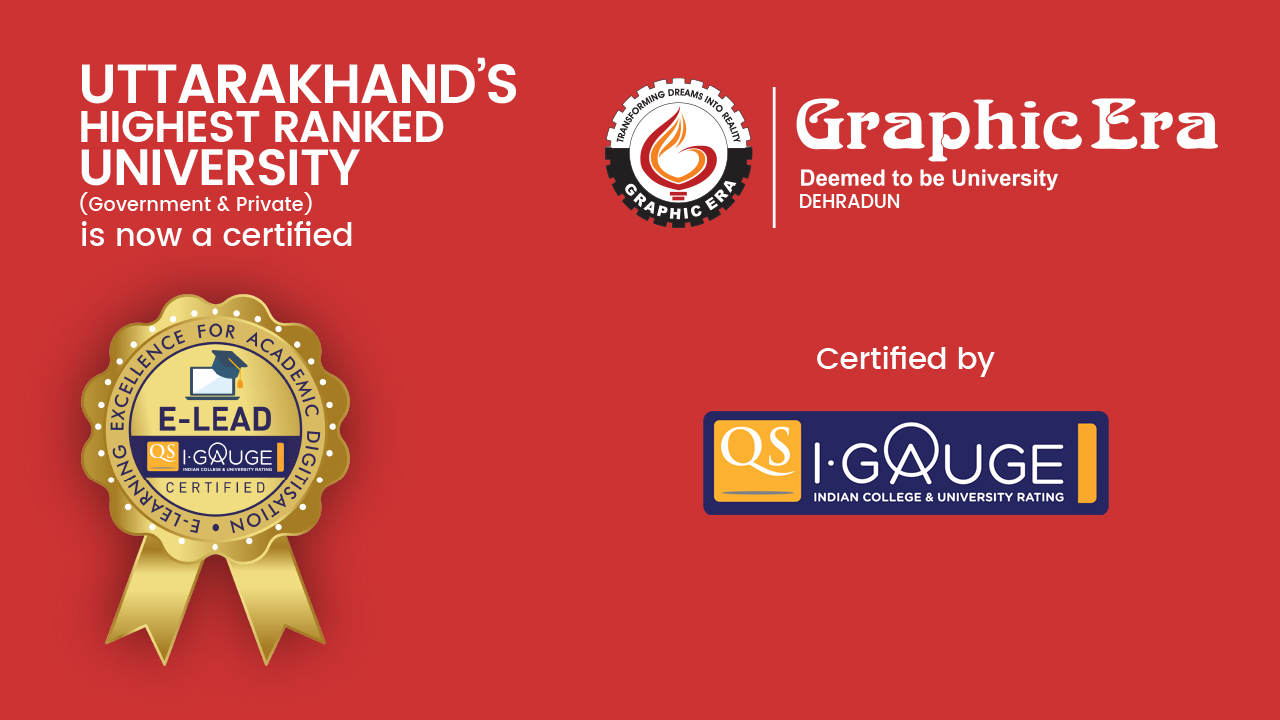 UTTARAKHAND'S
HIGHEST RANKED
UNIVERSITY
(Government & Private)
is now a certified
TRANSFORMING DREAMS INTO REALITY
GRAPHIC ERA
Graphic Era
Deemed to be University
DEHRADUN
E-LEARNING EXCELLENCE FOR ACADEMIC DIGITISATION •
E-LEAD
QS I·GAUGE
INDIAN COLLEGE & UNIVERSITY RATING
CERTIFIED
Certified by
QS I·GAUGE
INDIAN COLLEGE & UNIVERSITY RATING